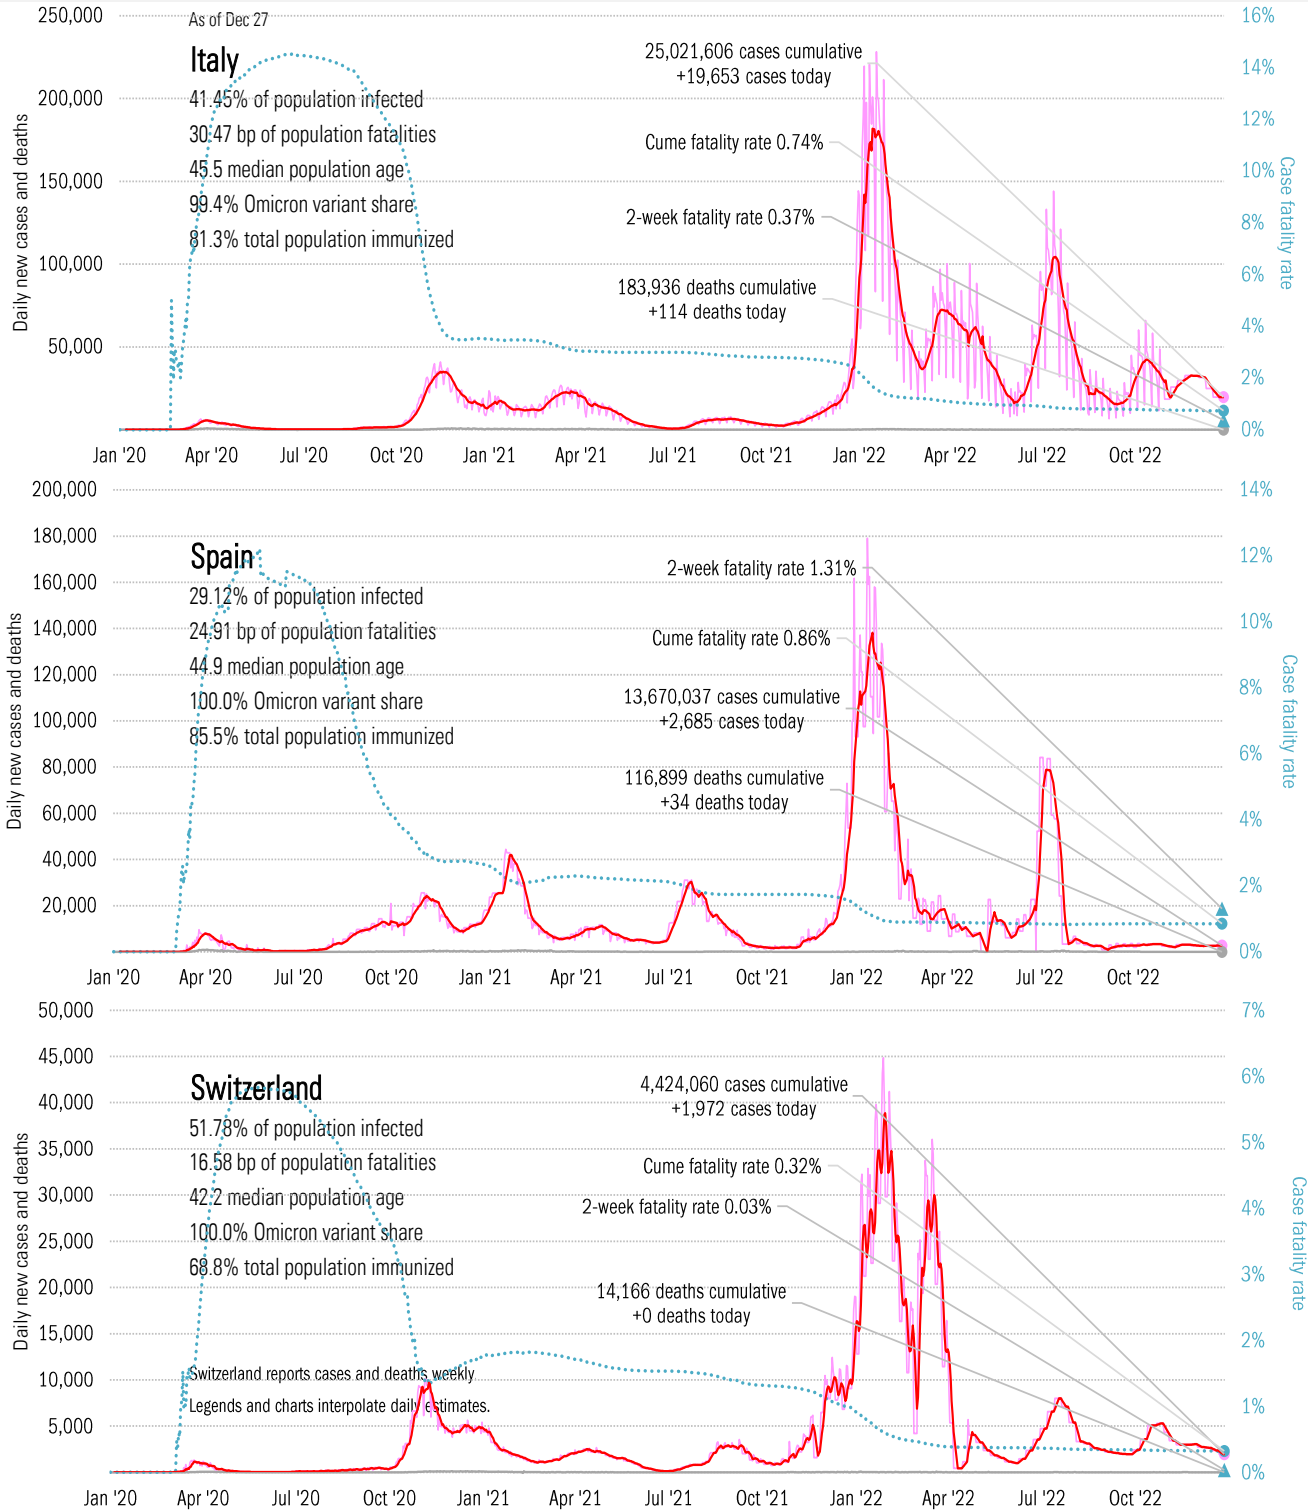 250,000
As of Dec 27
16%
Italy
25,021,606 cases cumulative
+19,653 cases today
14%
200,000
41.45% of population infected
12%
30.47 bp of population fatalities
Cume fatality rate 0.74%
150,000
45.5 median population age
10%
99.4% Omicron variant share
2-week fatality rate 0.37%
8%
81.3% total population immunized
100,000
6%
183,936 deaths cumulative
+114 deaths today
4%
50,000
2%
0%
Daily new cases and deaths
Case fatality rate
Jan '20 Apr '20 Jul '20 Oct '20 Jan '21 Apr '21 Jul '21 Oct '21 Jan '22 Apr '22 Jul '22 Oct '22
200,000
14%
180,000
Spain
12%
2-week fatality rate 1.31%
160,000
29.12% of population infected
140,000
24.91 bp of population fatalities
Cume fatality rate 0.86%
10%
120,000
44.9 median population age
8%
100.0% Omicron variant share
13,670,037 cases cumulative
+2,685 cases today
100,000
85.5% total population immunized
6%
80,000
116,899 deaths cumulative
+34 deaths today
60,000
4%
40,000
2%
20,000
0%
Daily new cases and deaths
Case fatality rate
Jan '20 Apr '20 Jul '20 Oct '20 Jan '21 Apr '21 Jul '21 Oct '21 Jan '22 Apr '22 Jul '22 Oct '22
50,000
7%
45,000
6%
Switzerland
4,424,060 cases cumulative
+1,972 cases today
40,000
51.78% of population infected
5%
35,000
16.58 bp of population fatalities
Cume fatality rate 0.32%
30,000
42.2 median population age
2-week fatality rate 0.03%
4%
100.0% Omicron variant share
25,000
68.8% total population immunized
3%
20,000
14,166 deaths cumulative
+0 deaths today
15,000
2%
10,000
Switzerland reports cases and deaths weekly
Legends and charts interpolate daily estimates.
1%
5,000
0%
Daily new cases and deaths
Case fatality rate
Jan '20 Apr '20 Jul '20 Oct '20 Jan '21 Apr '21 Jul '21 Oct '21 Jan '22 Apr '22 Jul '22 Oct '22